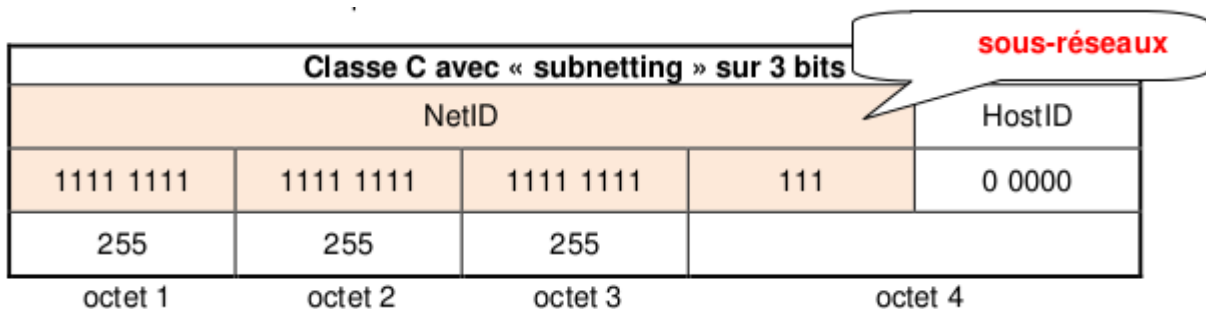 sous-réseaux
Classe C avec « subnetting » sur 3 bits
NetID HostID
1111 1111 1111 1111 1111 1111 111 0 0000
255 255 255
octet 1 octet 2 octet 3 octet 4